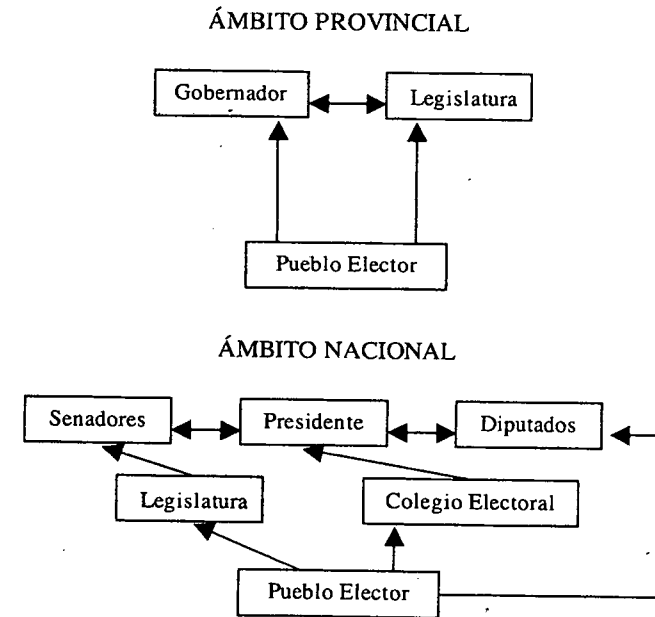 ÁMBITO PROVINCIAL
Gobernador Legislatura
Pueblo Elector
ÁMBITO NACIONAL
Senadores Presidente Diputados
Legislatura Colegio Electoral
Pueblo Elector